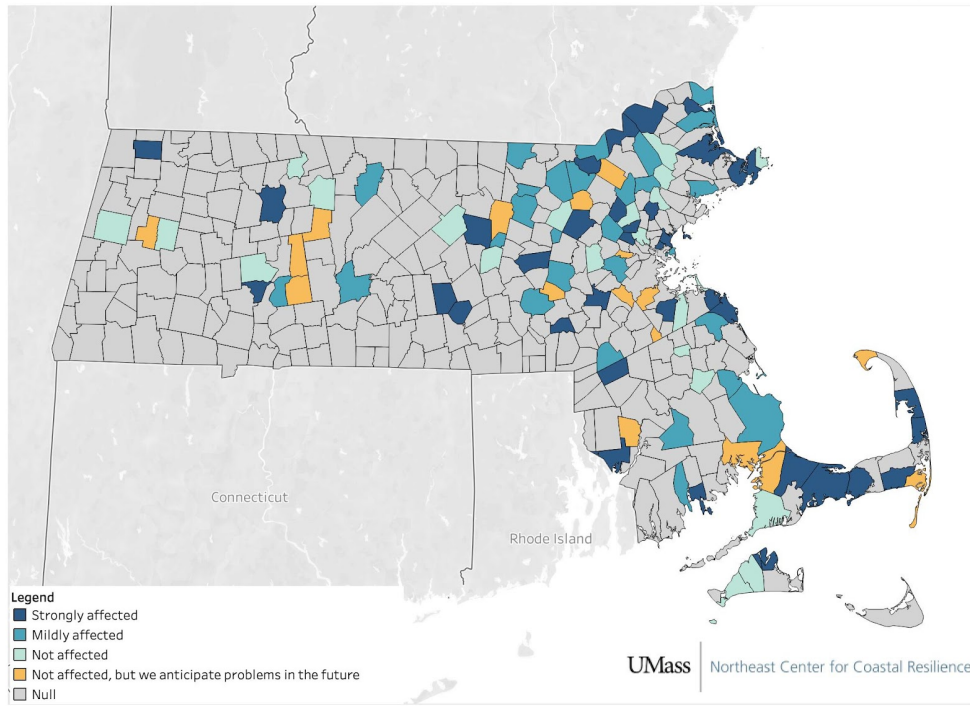 Connecticut
Rhode Island
Legend
Strongly affected
Mildly affected
Not affected
Not affected, but we anticipate problems in the future
Null
UMass | Northeast Center for Coastal Resilience